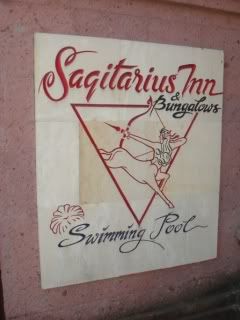 Sagitarius Inn
& Bungalows
Swimming Pool